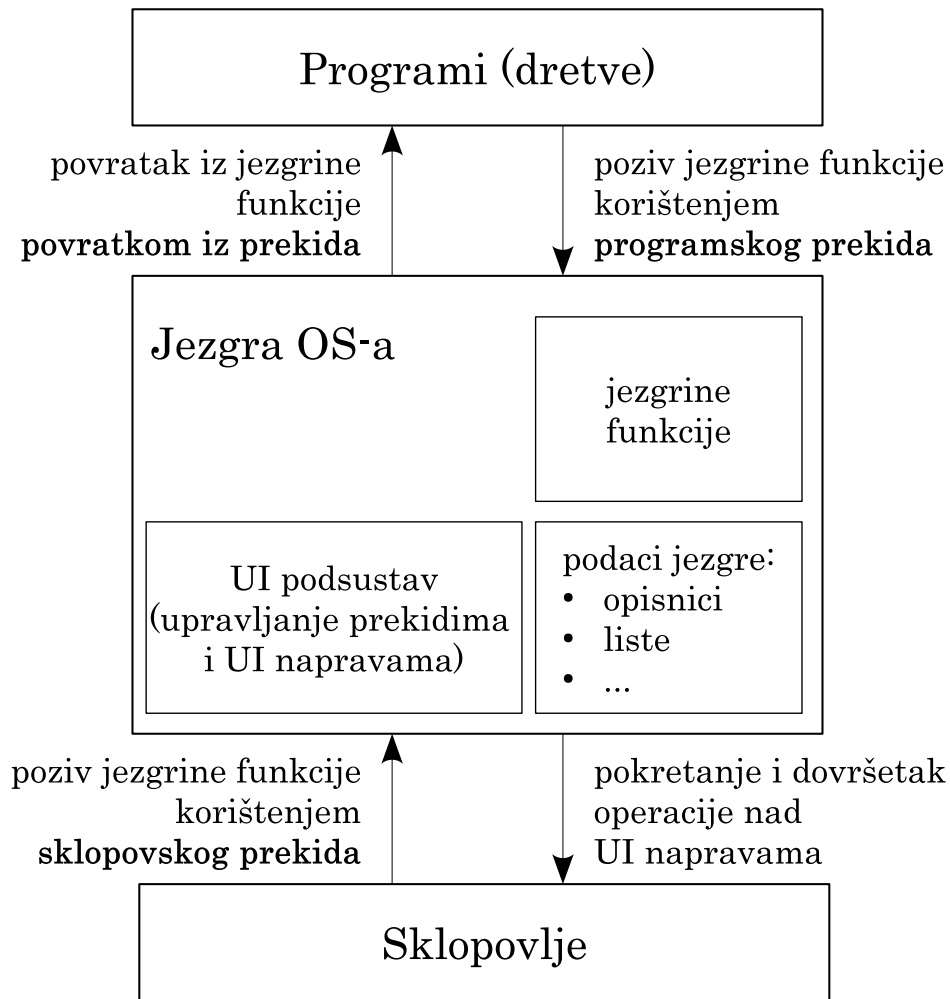 Programi (dretve)
povratak iz jezgrine
funkcije
povratkom iz prekida
poziv jezgrine funkcije
korištenjem
programskog prekida
Jezgra OS-a
jezgrine
funkcije
UI podsustav
(upravljanje prekidima
i UI napravama)
podaci jezgre:
• opisnici
• liste
• ...
poziv jezgrine funkcije
korištenjem
sklopovskog prekida
pokretanje i dovršetak
operacije nad
UI napravama
Sklopovlje